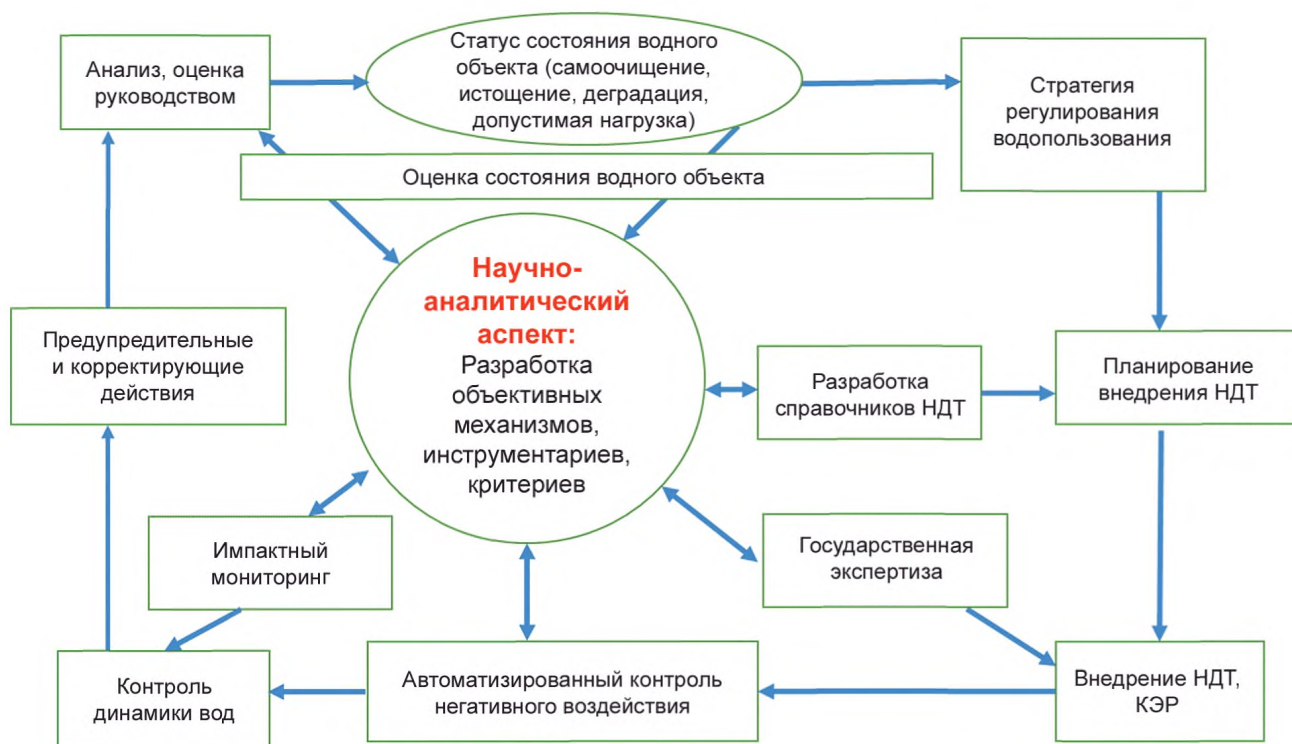 Анализ, оценка
руководством
Статус состояния водного
объекта (самоочищение,
истощение, деградация,
допустимая нагрузка)
Стратегия
регулирования
водопользования
Оценка состояния водного объекта
Научно-
аналитический
аспект:
Разработка
объективных
механизмов,
инструментариев,
критериев
Предупредительные
и корректирующие
действия
Разработка
справочников НДТ
Планирование
внедрения НДТ
Импактный
мониторинг
Государственная
экспертиза
Контроль
динамики вод
Автоматизированный контроль
негативного воздействия
Внедрение НДТ,
КЭР